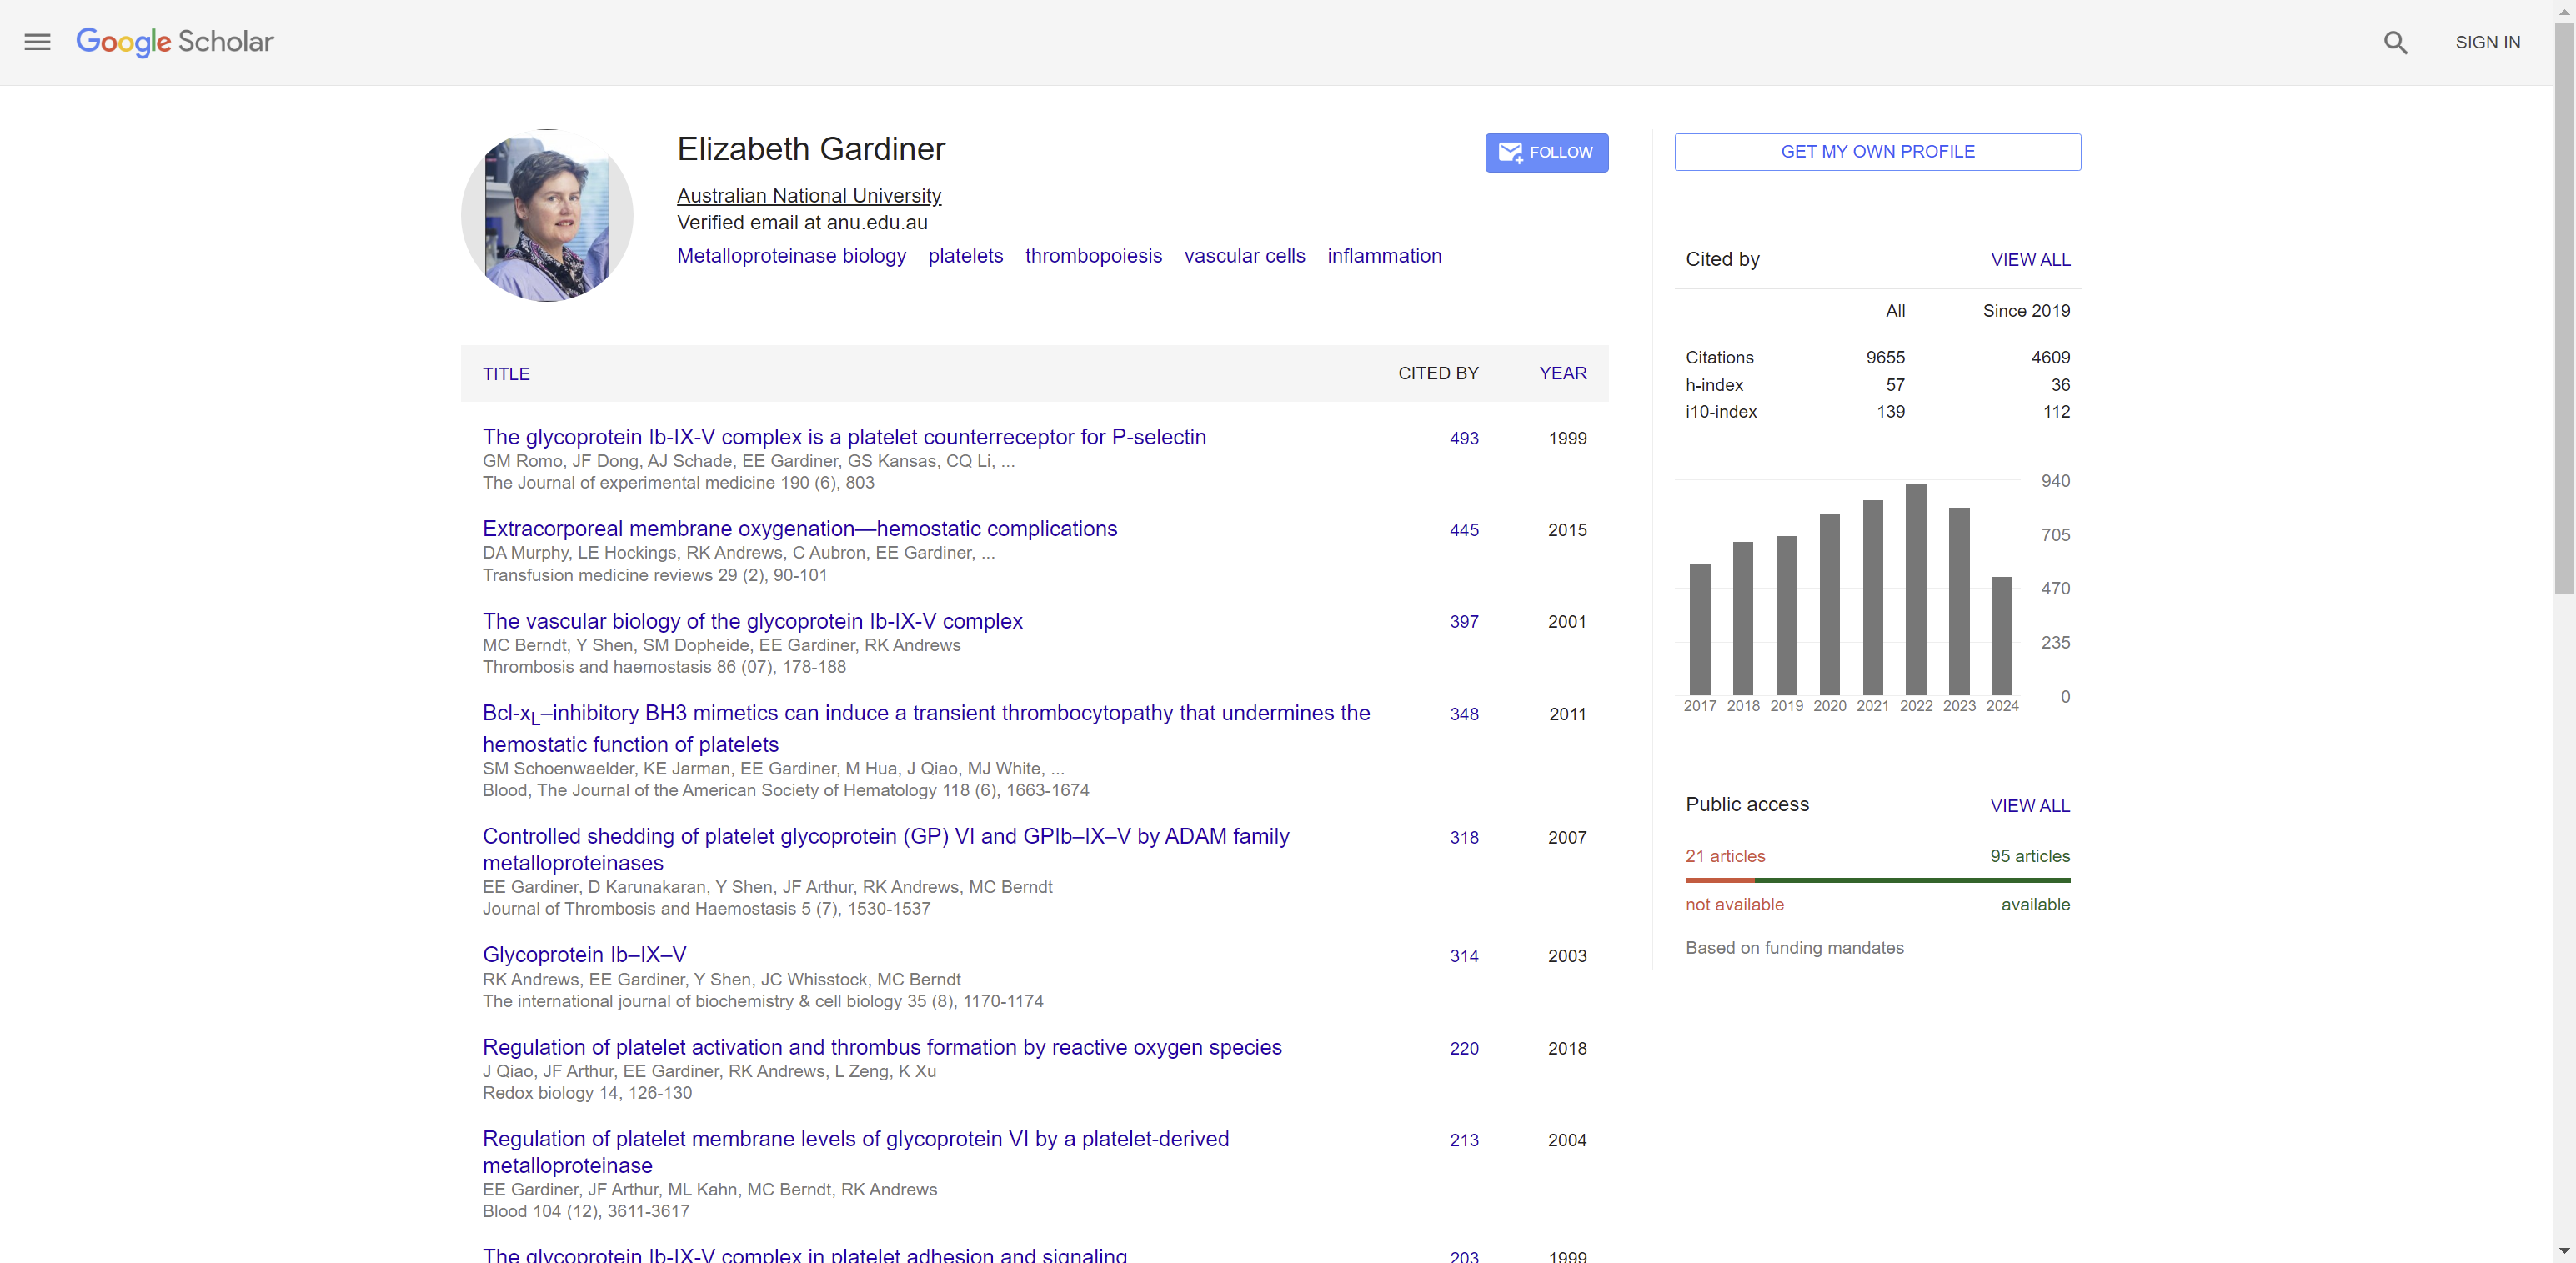 Google Scholar
SIGN IN
Elizabeth Gardiner
FOLLOW
Australian National University
Verified email at anu.edu.au
Metalloproteinase biology platelets thrombopoiesis vascular cells inflammation
TITLE CITED BY YEAR
The glycoprotein Ib-IX-V complex is a platelet counterreceptor for P-selectin 493 1999
GM Romo, JF Dong, AJ Schade, EE Gardiner, GS Kansas, CQ Li, ...
The Journal of experimental medicine 190 (6), 803
Extracorporeal membrane oxygenation—hemostatic complications 445 2015
DA Murphy, LE Hockings, RK Andrews, C Aubron, EE Gardiner, ...
Transfusion medicine reviews 29 (2), 90-101
The vascular biology of the glycoprotein Ib-IX-V complex 397 2001
MC Berndt, Y Shen, SM Dopheide, EE Gardiner, RK Andrews
Thrombosis and haemostasis 86 (07), 178-188
Bcl-xL–inhibitory BH3 mimetics can induce a transient thrombocytopathy that undermines the 348 2011
hemostatic function of platelets
SM Schoenwaelder, KE Jarman, EE Gardiner, M Hua, J Qiao, MJ White, ...
Blood, The Journal of the American Society of Hematology 118 (6), 1663-1674
Controlled shedding of platelet glycoprotein (GP) VI and GPIb–IX–V by ADAM family 318 2007
metalloproteinases
EE Gardiner, D Karunakaran, Y Shen, JF Arthur, RK Andrews, MC Berndt
Journal of Thrombosis and Haemostasis 5 (7), 1530-1537
Glycoprotein Ib–IX–V 314 2003
RK Andrews, EE Gardiner, Y Shen, JC Whisstock, MC Berndt
The international journal of biochemistry & cell biology 35 (8), 1170-1174
Regulation of platelet activation and thrombus formation by reactive oxygen species 220 2018
J Qiao, JF Arthur, EE Gardiner, RK Andrews, L Zeng, K Xu
Redox biology 14, 126-130
Regulation of platelet membrane levels of glycoprotein VI by a platelet-derived 213 2004
metalloproteinase
EE Gardiner, JF Arthur, ML Kahn, MC Berndt, RK Andrews
Blood 104 (12), 3611-3617
The glycoprotein Ib-IX-V complex in platelet adhesion and signaling 203 1999
GET MY OWN PROFILE
Cited by VIEW ALL
All Since 2019
Citations 9655 4609
h-index 57 36
i10-index 139 112
940
705
470
235
0
2017 2018 2019 2020 2021 2022 2023 2024
Public access VIEW ALL
21 articles 95 articles
not available available
Based on funding mandates